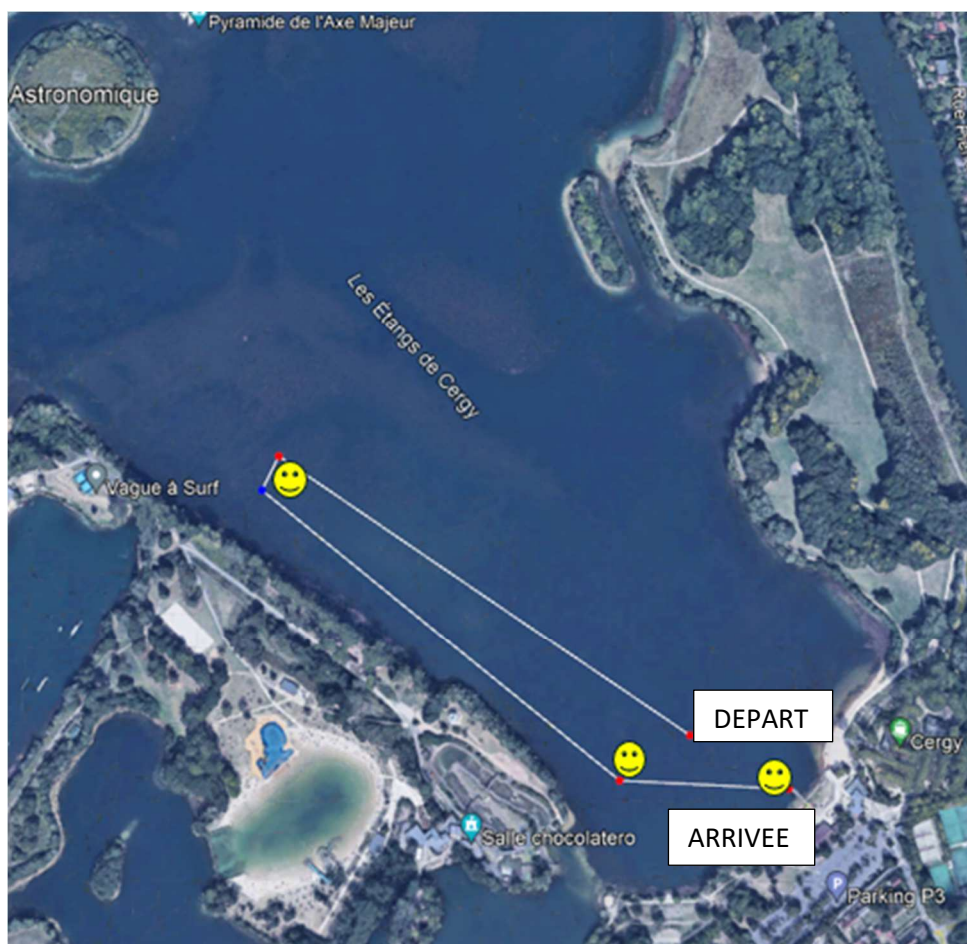 Pyramide de l'Axe Majeur
Astronomique
Les Étangs de Cergy
Vague à Surf
DEPART
Cergy
ARRIVEE
Salle chocolatero
Parking P3